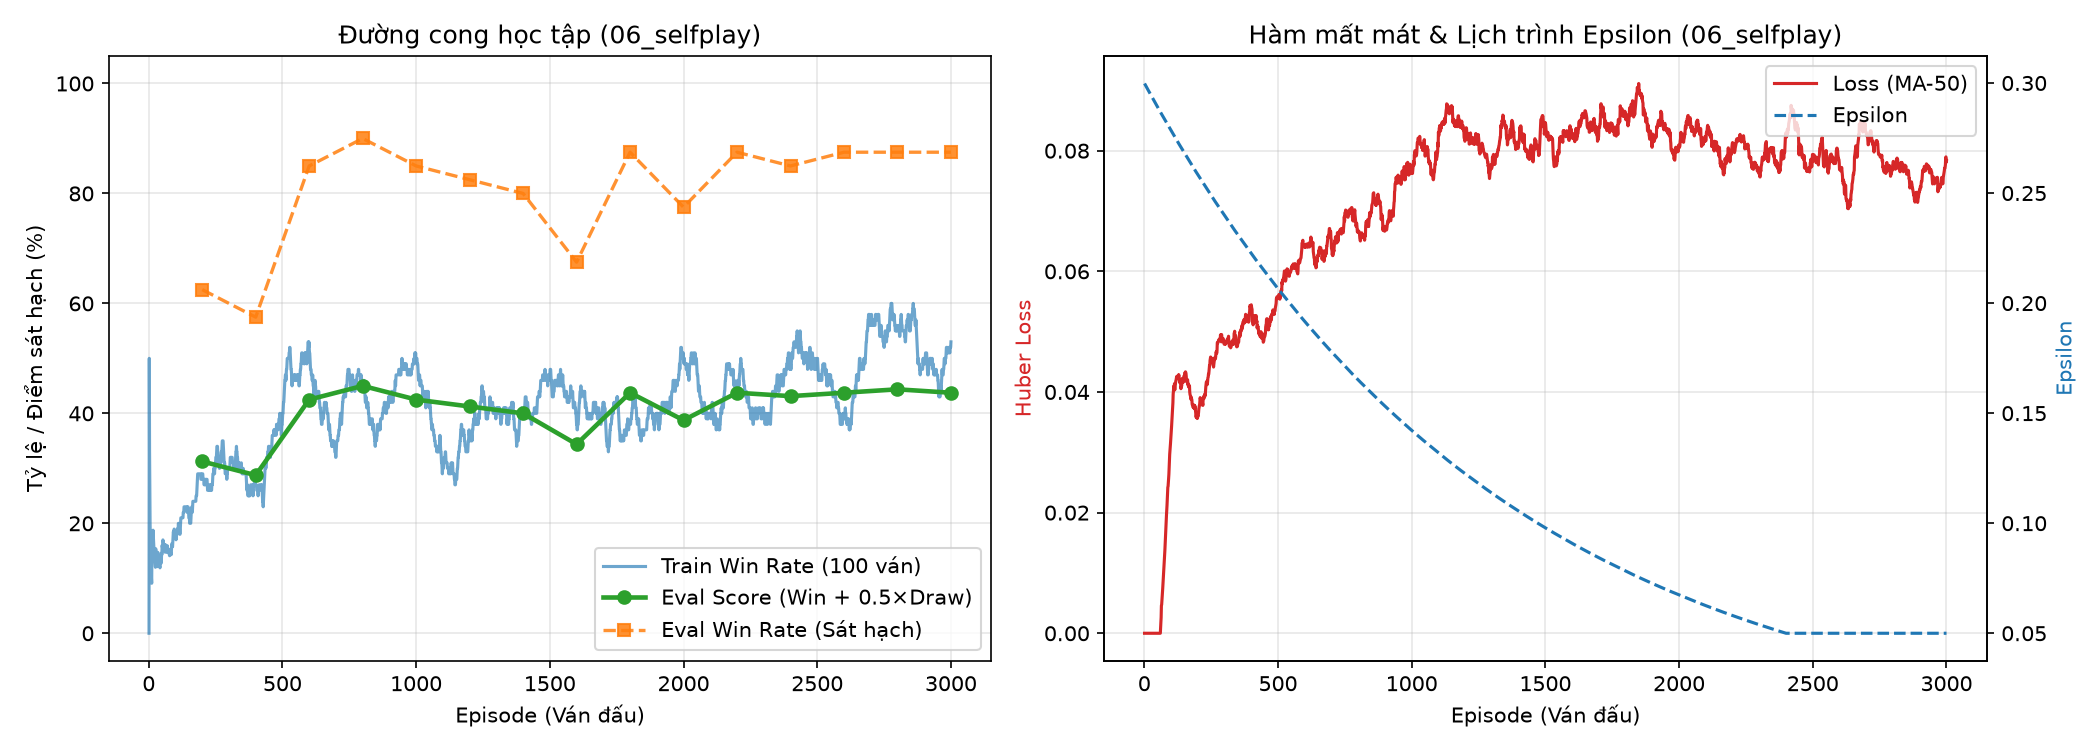 Đường cong học tập (06_selfplay)
Tỷ lệ / Điểm sát hạch (%)
100
80
60
40
20
0
Train Win Rate (100 ván)
Eval Score (Win + 0.5×Draw)
Eval Win Rate (Sát hạch)
0 500 1000 1500 2000 2500 3000
Episode (Ván đấu)
Hàm mất mát & Lịch trình Epsilon (06_selfplay)
Huber Loss
0.08
0.06
0.04
0.02
0.00
Loss (MA-50)
Epsilon
0.30
0.25
0.20
0.15
0.10
0.05
Epsilon
0 500 1000 1500 2000 2500 3000
Episode (Ván đấu)